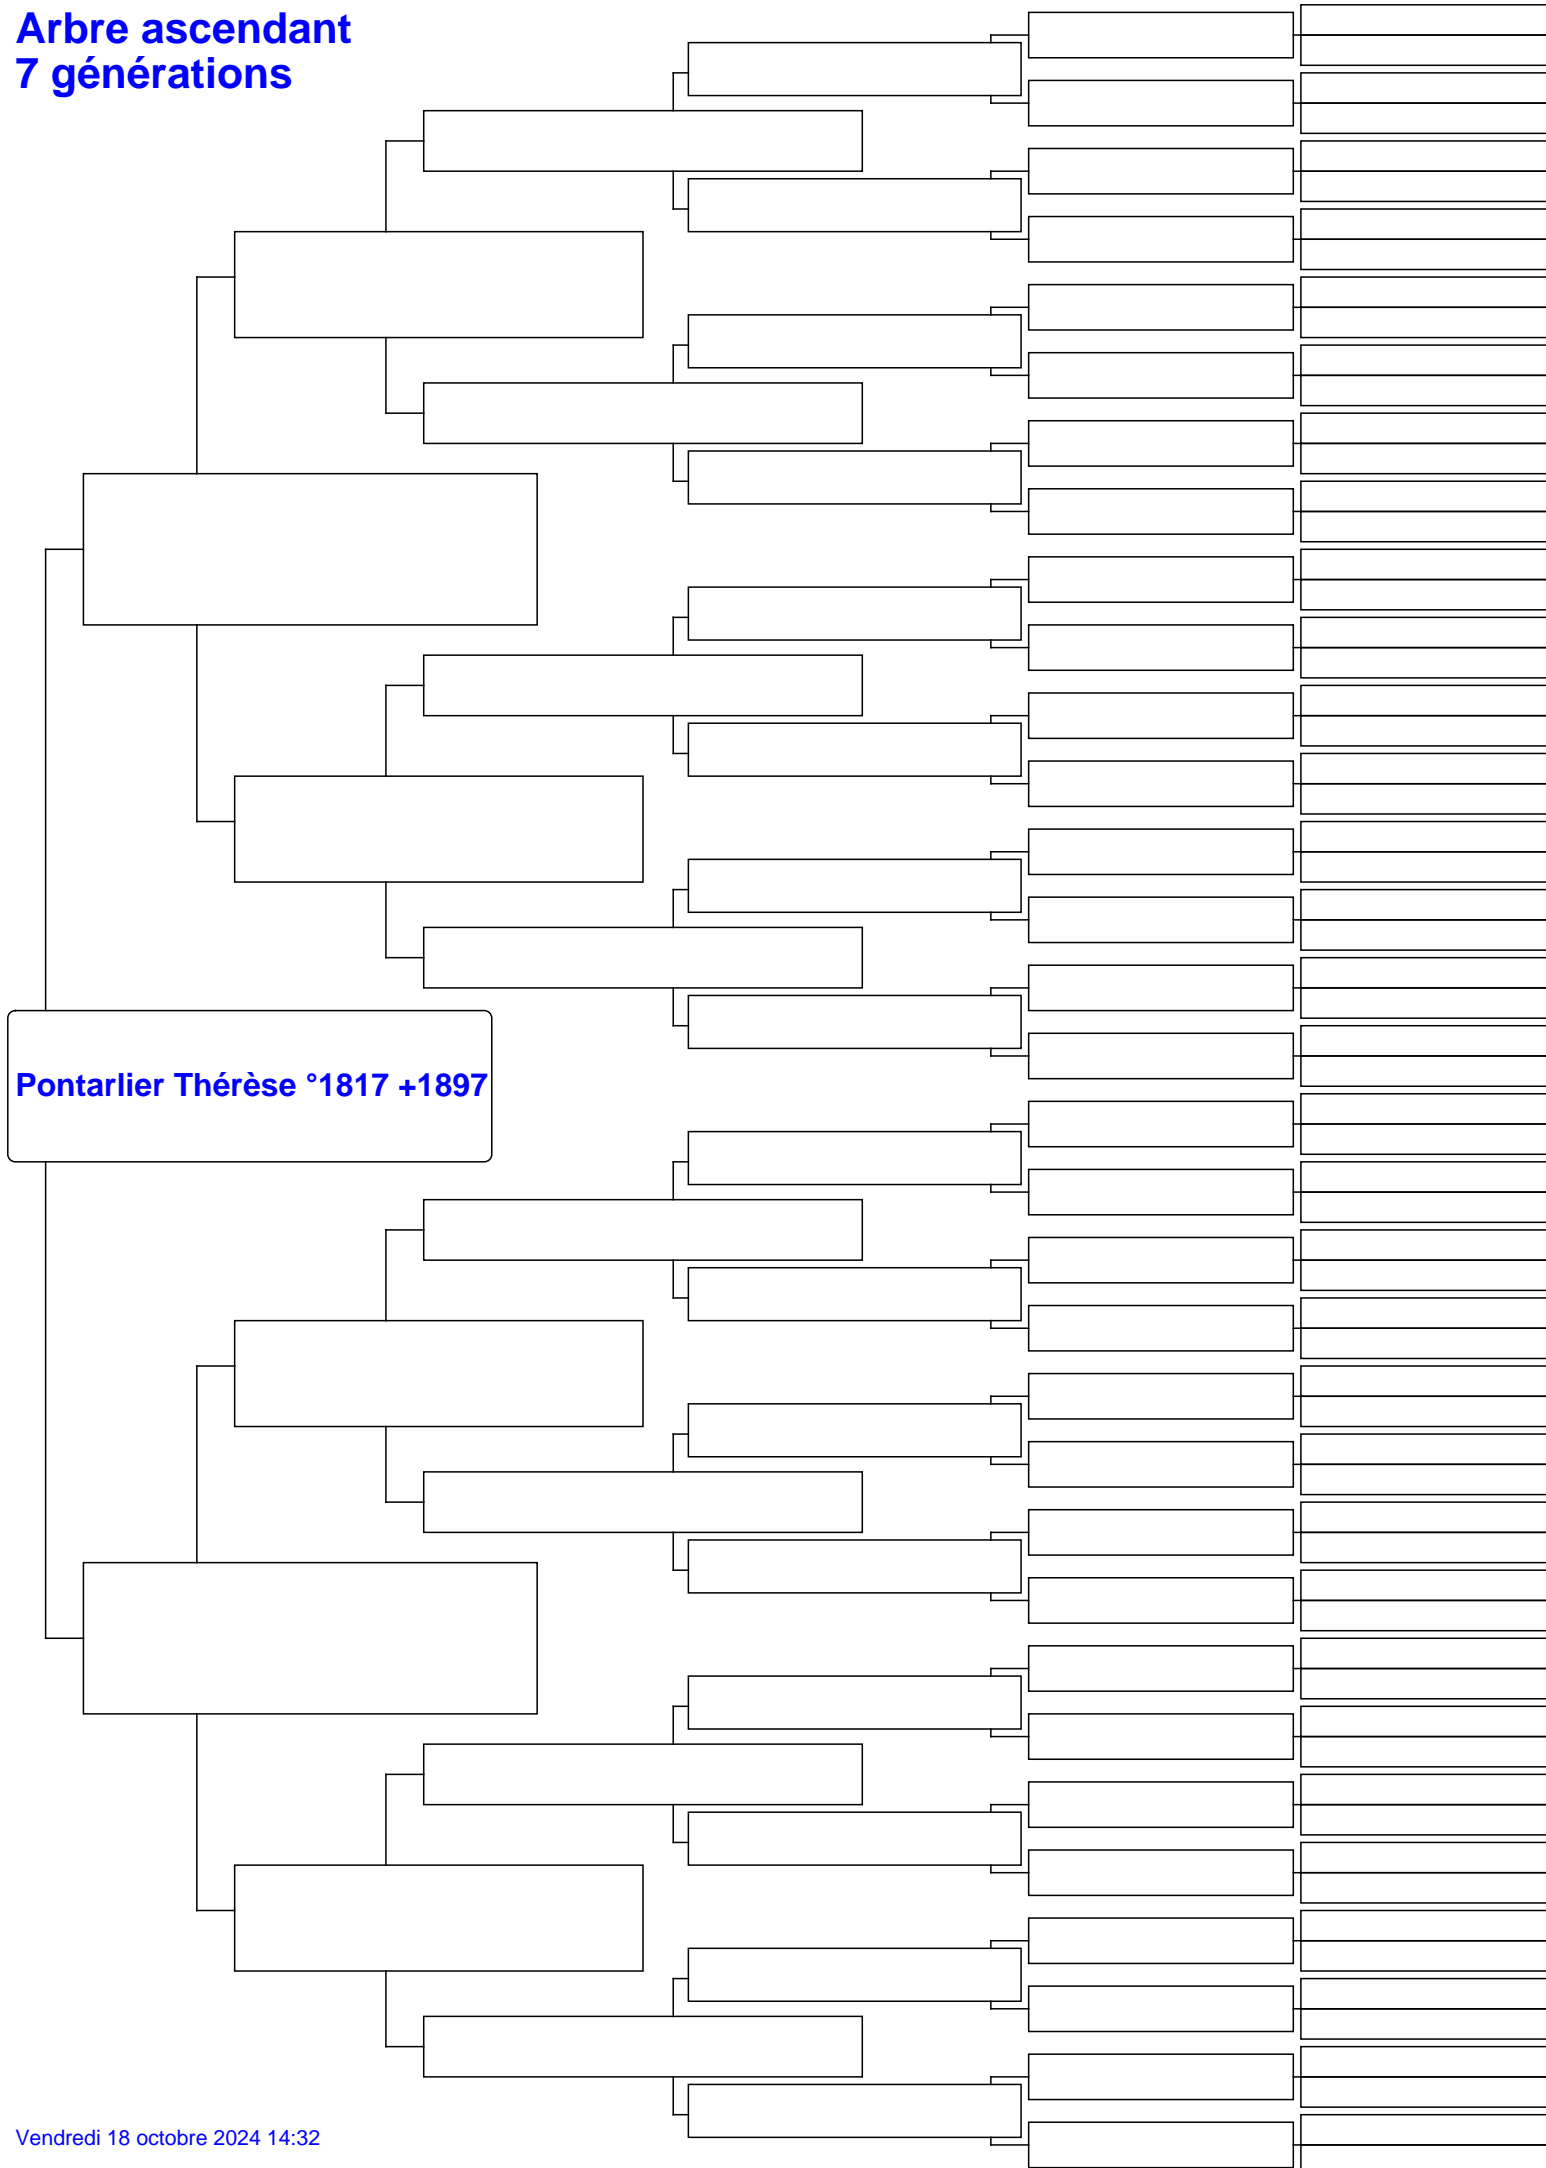 Arbre ascendant
7 générations
Pontarlier Thérèse °1817 +1897
Vendredi 18 octobre 2024 14:32